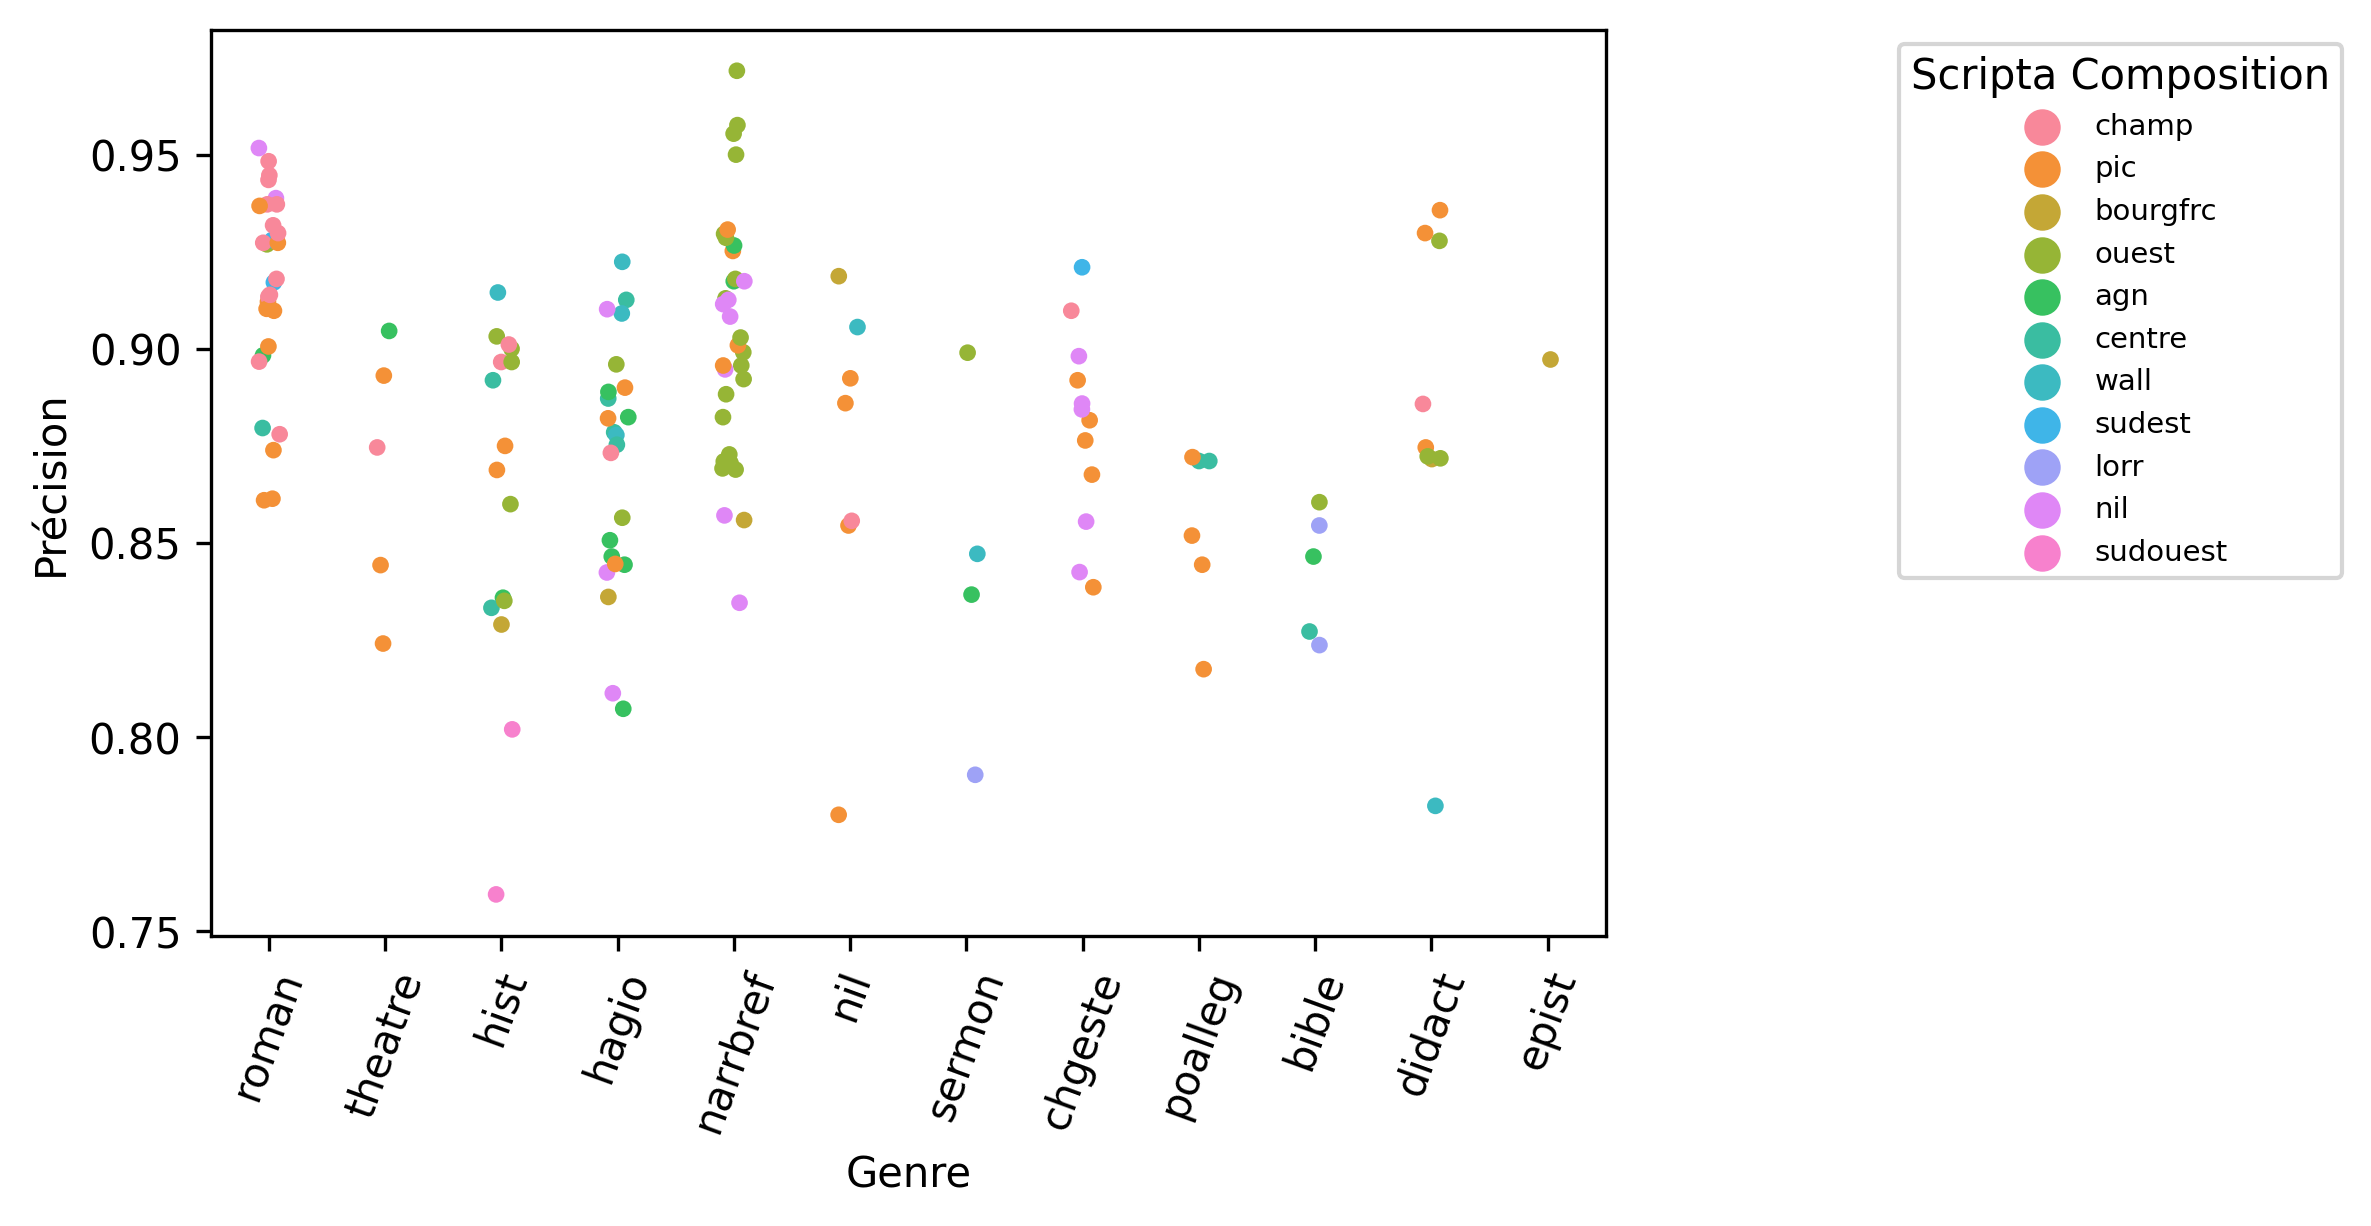 Scripta Composition
champ
pic
bourgfrc
ouest
agn
centre
wall
sudest
lorr
nil
sudouest
Précision
0.95
0.90
0.85
0.80
0.75
roman
theatre
hist
hagio
narrbref
nil
sermon
chgeste
poalleg
bible
didact
epist
Genre